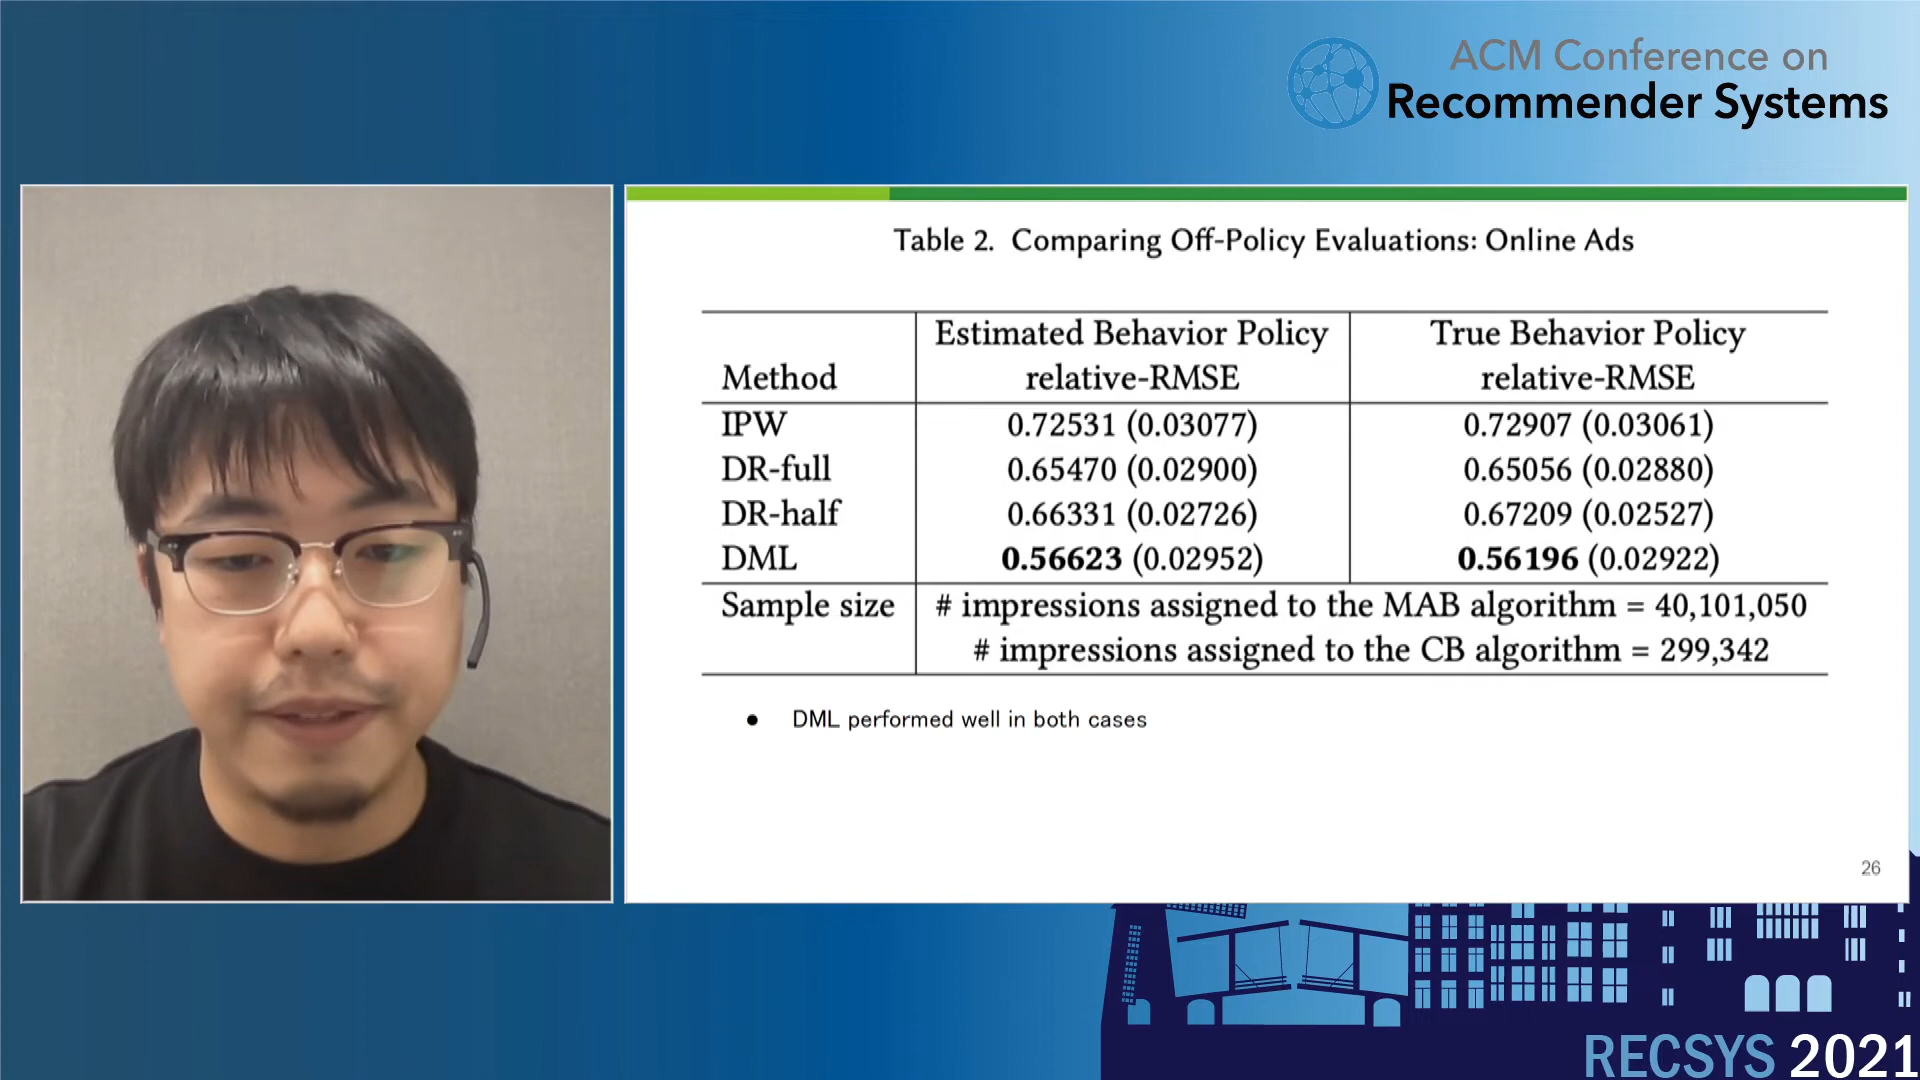 ACM Conference on
Recommender Systems
Table 2. Comparing Off-Policy Evaluations: Online Ads
Method
Estimated Behavior Policy
relative-RMSE
True Behavior Policy
relative-RMSE
IPW 0.72531 (0.03077) 0.72907 (0.03061)
DR-full 0.65470 (0.02900) 0.65056 (0.02880)
DR-half 0.66331 (0.02726) 0.67209 (0.02527)
DML 0.56623 (0.02952) 0.56196 (0.02922)
Sample size # impressions assigned to the MAB algorithm = 40,101,050
# impressions assigned to the CB algorithm = 299,342
● DML performed well in both cases
26
RECSYS 2021